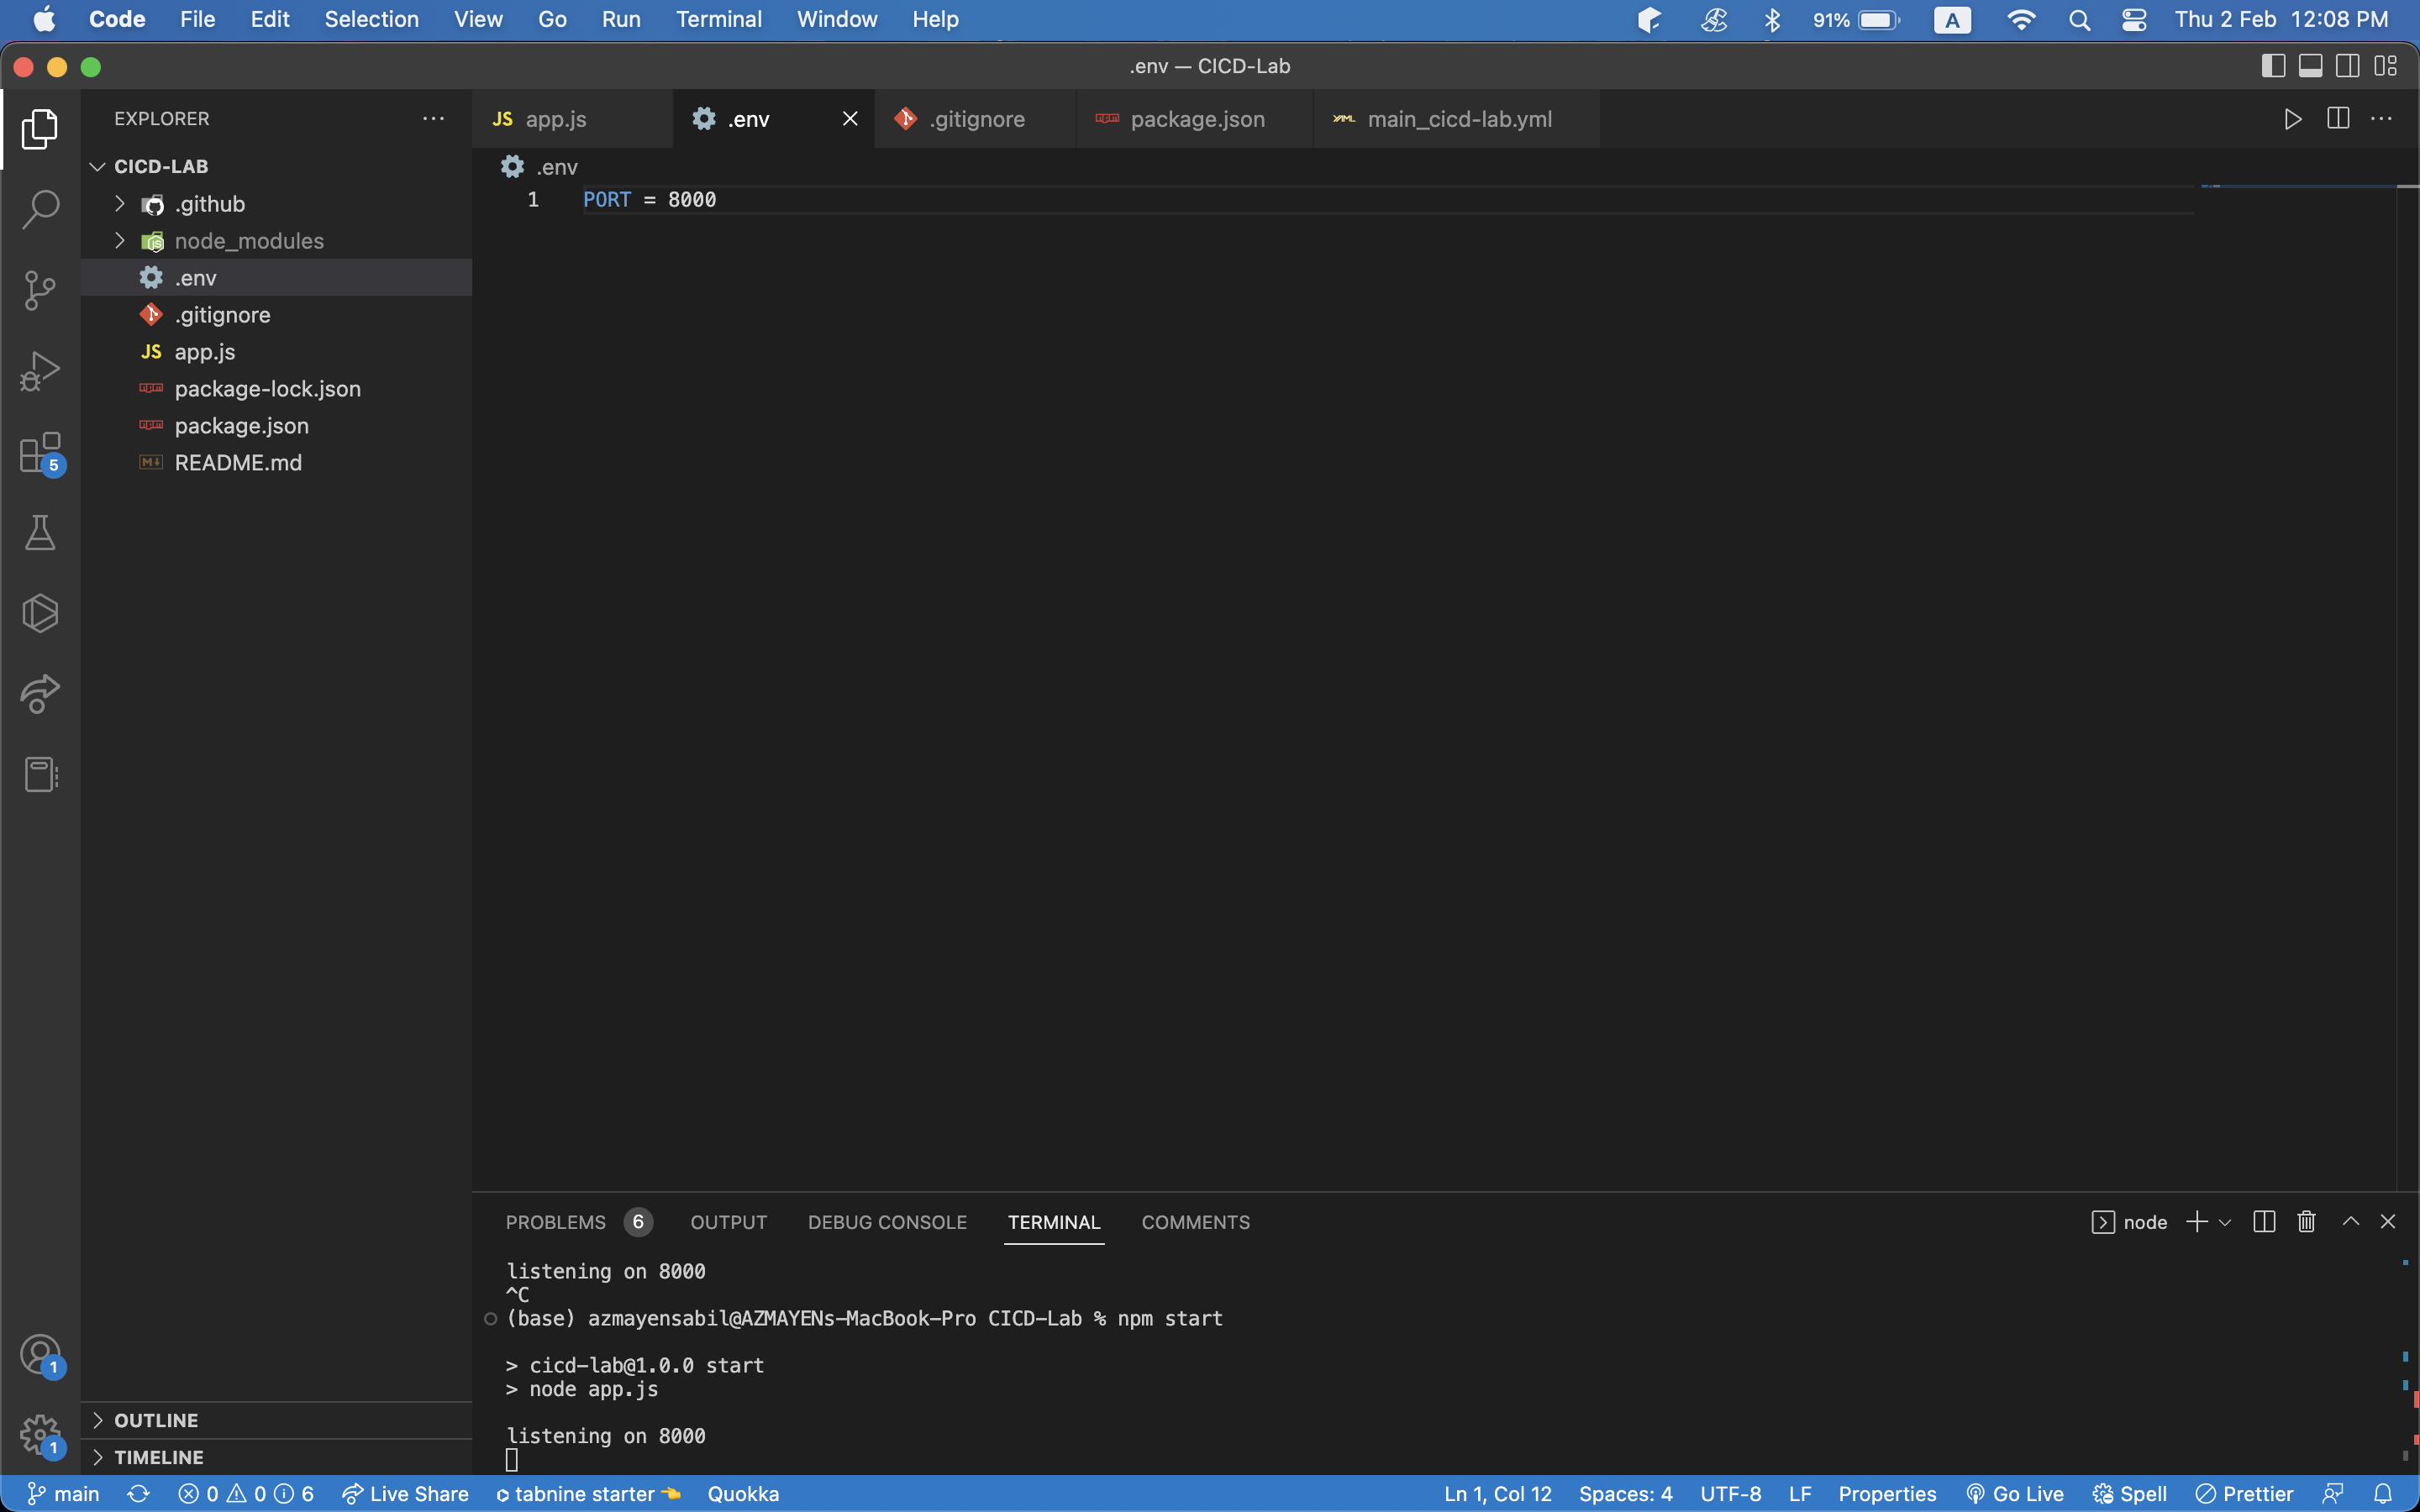 Code File Edit Selection View Go Run Terminal Window Help 91% A Thu 2 Feb 12:08 PM
.env — CICD-Lab
EXPLORER
JS app.js .env .gitignore package.json YML main_cicd-lab.yml
CICD-LAB
.github
node_modules
.env
.gitignore
JS app.js
package-lock.json
package.json
README.md
5
1
1
OUTLINE
TIMELINE
.env
1 PORT = 8000
PROBLEMS 6 OUTPUT DEBUG CONSOLE TERMINAL COMMENTS node
listening on 8000
^C
(base) azmayensabil@AZMAYENs-MacBook-Pro CICD-Lab % npm start
> cicd-lab@1.0.0 start
> node app.js
listening on 8000
main 0 0 6 Live Share tabnine starter Quokka Ln 1, Col 12 Spaces: 4 UTF-8 LF Properties Go Live Spell Prettier